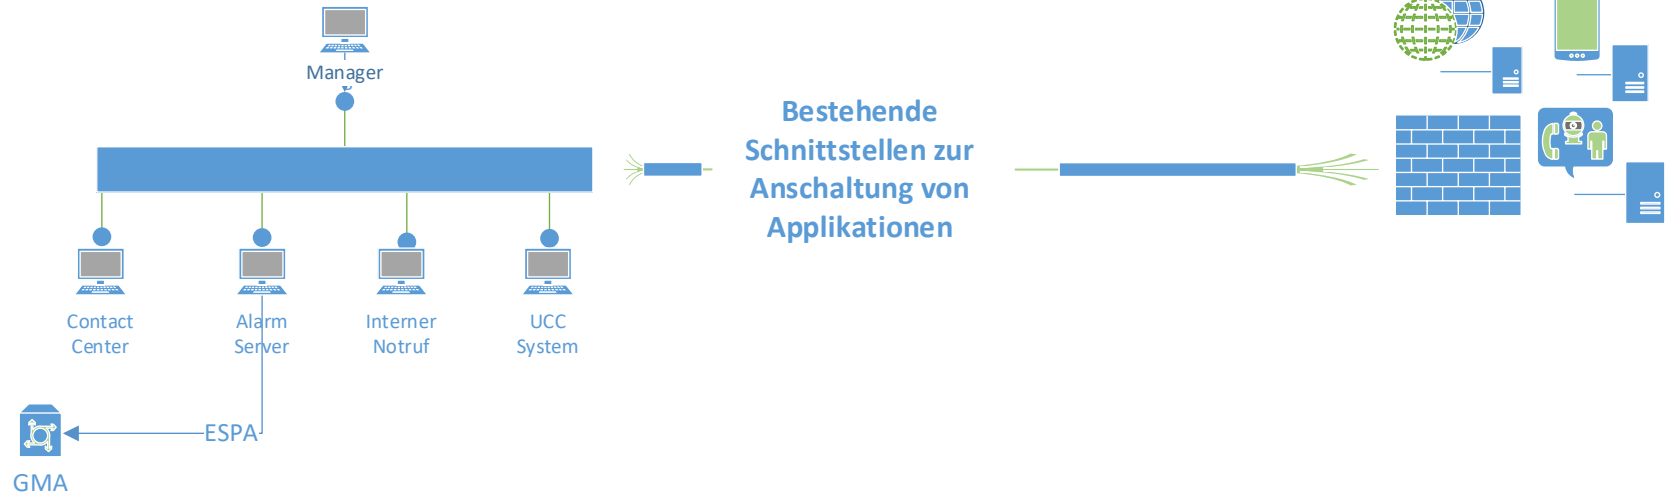 Manager
Bestehende
Schnittstellen zur
Anschaltung von
Applikationen
Contact
Center
Alarm
Server
Interner
Notruf
UCC
System
ESPA
GMA